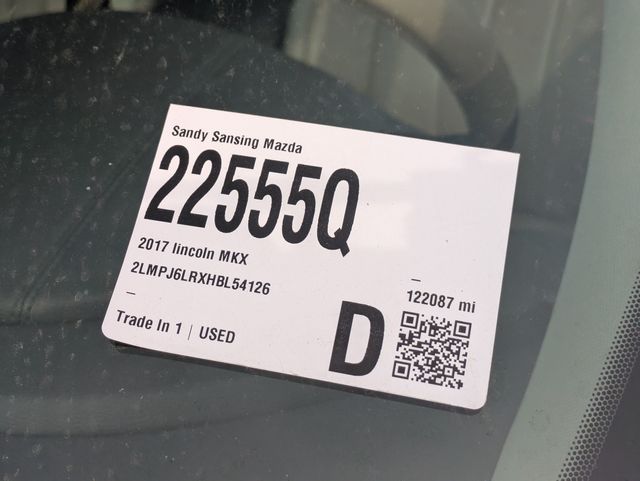 Sandy Sansing Mazda
22555Q
2017 lincoln MKX
2LMPJ6LRXHBL54126
–
–
122087 mi
Trade In 1 | USED
D